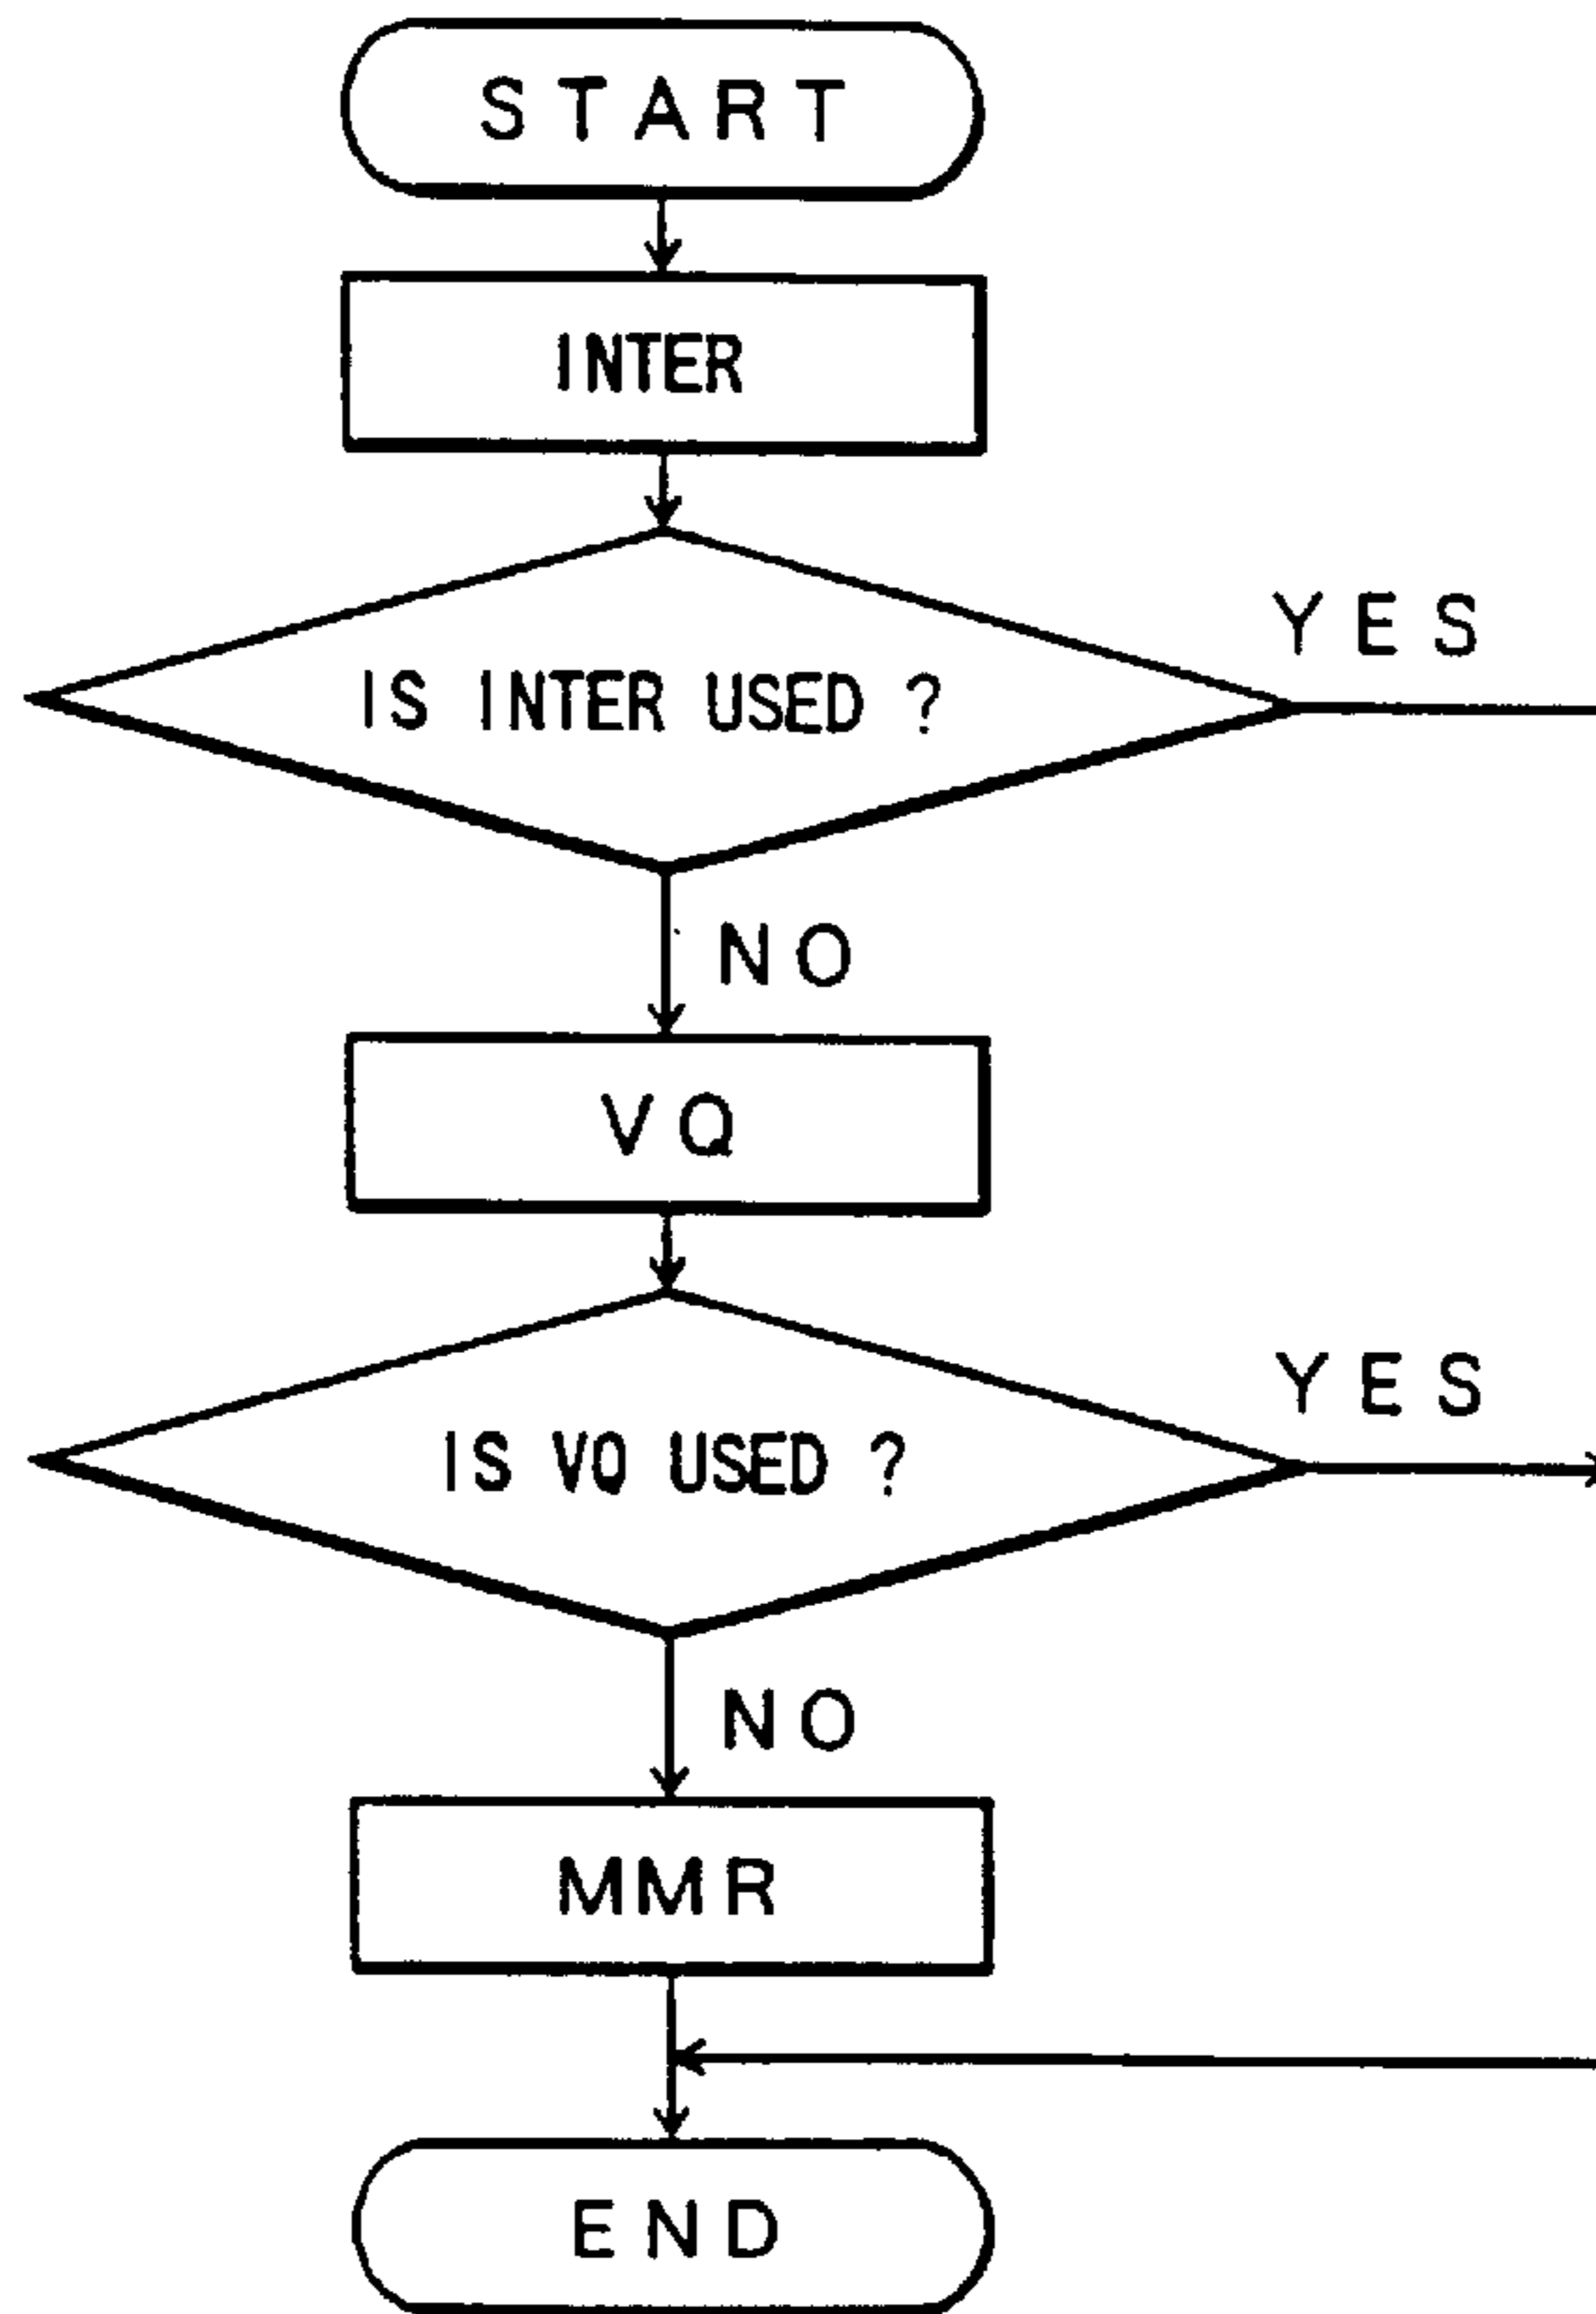 START
INTER
YES
IS INTER USED ?
NO
VQ
YES
IS VQ USED ?
NO
MMR
END